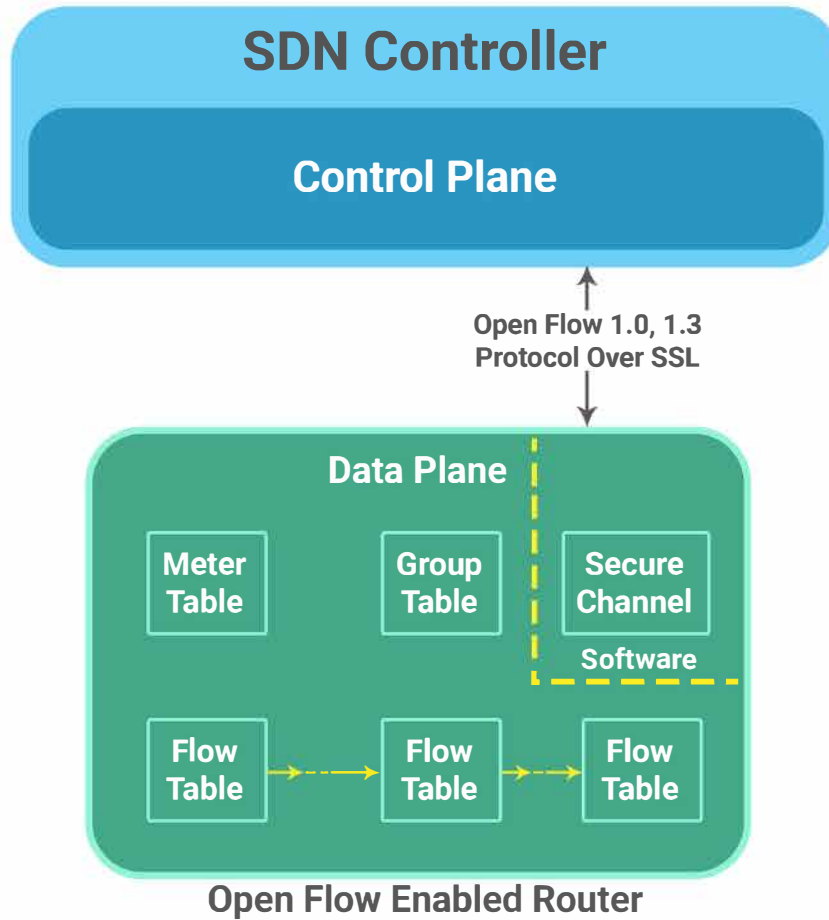 SDN Controller
Control Plane
Open Flow 1.0, 1.3
Protocol Over SSL
Data Plane
Meter
Table
Group
Table
Secure
Channel
Software
Flow
Table
Flow
Table
Flow
Table
Open Flow Enabled Router